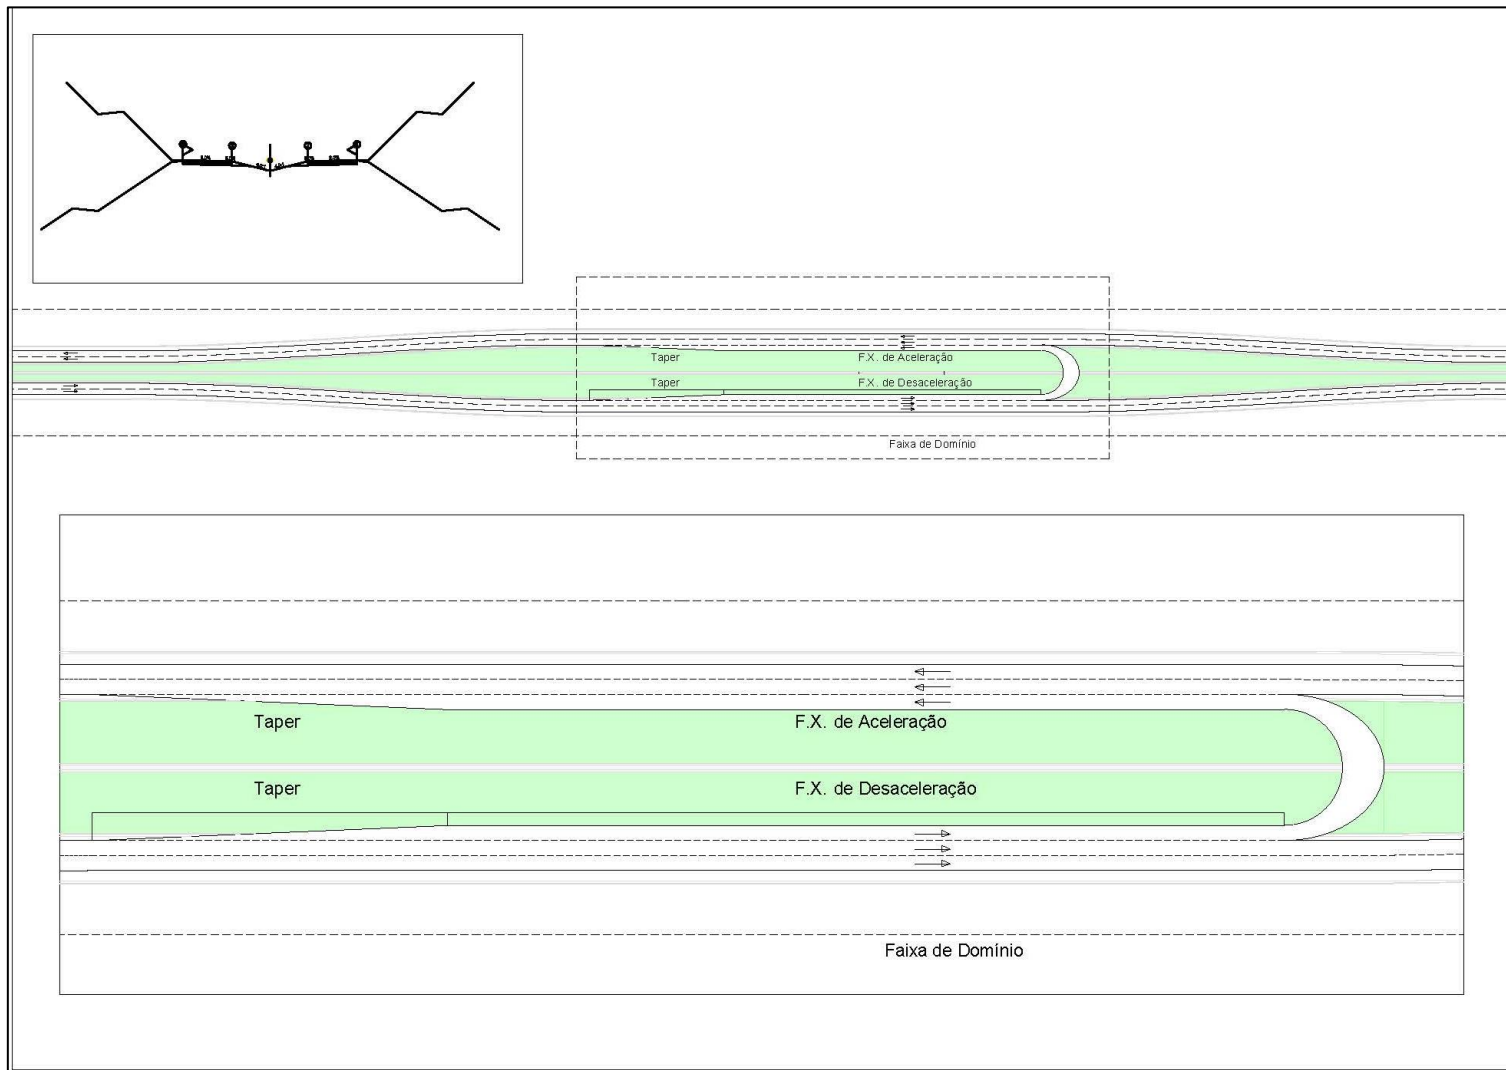 Taper
F.X. de Aceleração
Taper
F.X. de Desaceleração
Faixa de Domínio
Taper
F.X. de Aceleração
Taper
F.X. de Desaceleração
Faixa de Domínio